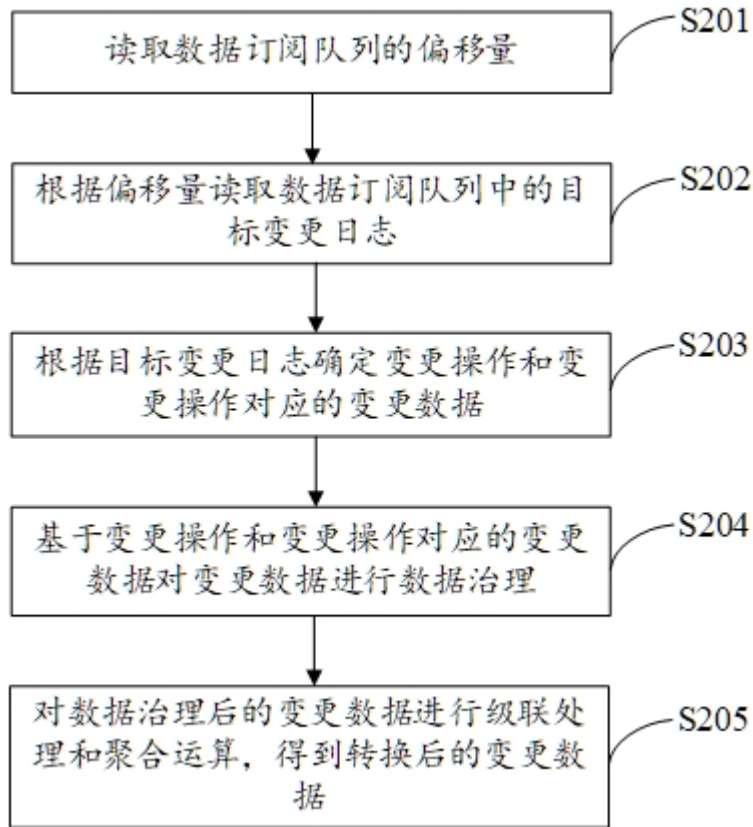 读取数据订阅队列的偏移量
S201
根据偏移量读取数据订阅队列中的目
标变更日志
S202
根据目标变更日志确定变更操作和变
更操作对应的变更数据
S203
基于变更操作和变更操作对应的变更
数据对变更数据进行数据治理
S204
对数据治理后的变更数据进行级联处
理和聚合运算，得到转换后的变更数
据
S205